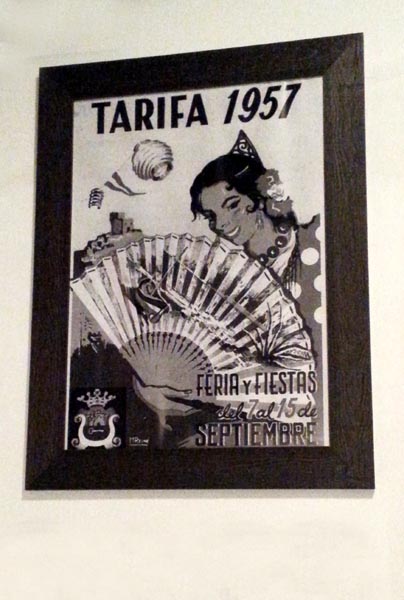 TARIFA 1957
FERIA Y FIESTAS
del 7 al 15 de
SEPTIEMBRE